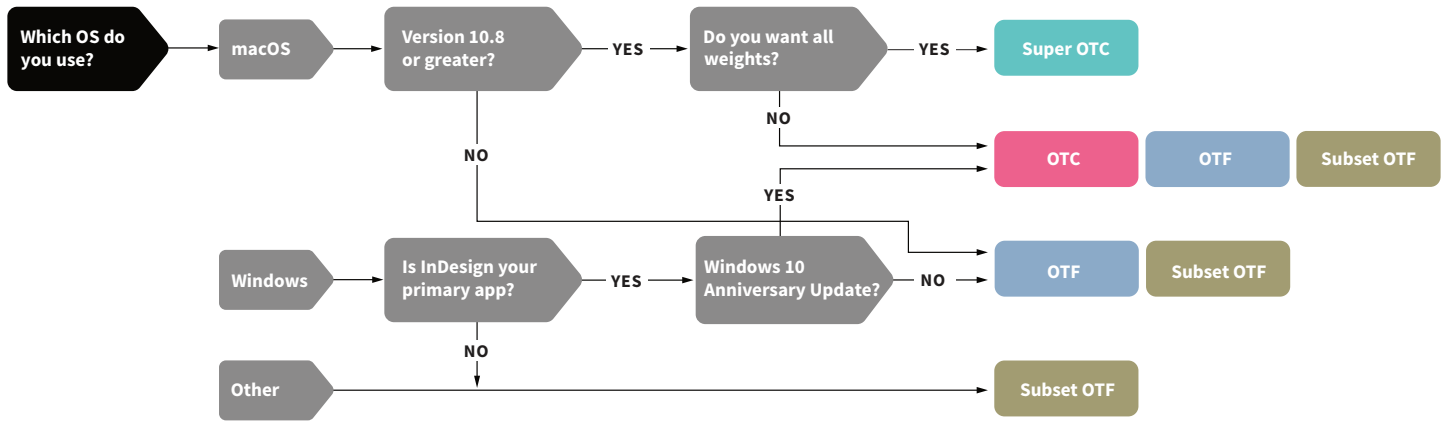 Which OS do
you use?
macOS
Version 10.8
or greater?
YES
Do you want all
weights?
YES
Super OTC
NO
NO
OTC
OTF
Subset OTF
YES
Windows
Is InDesign your
primary app?
YES
Windows 10
Anniversary Update?
NO
OTF
Subset OTF
NO
Other
Subset OTF